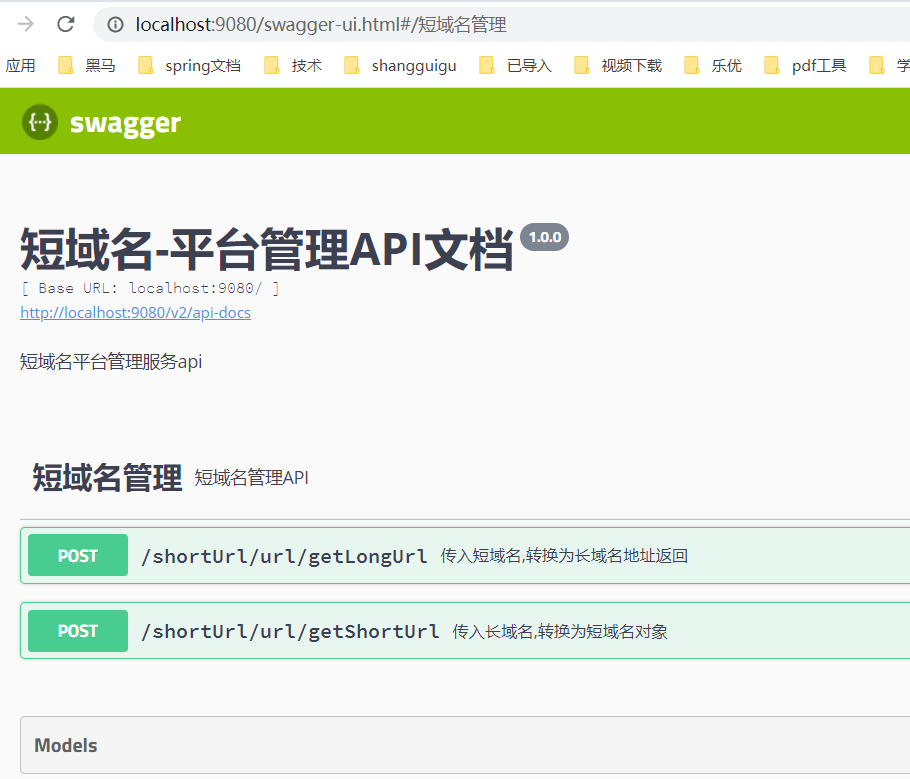 localhost:9080/swagger-ui.html#/短域名管理
应用 黑马 spring文档 技术 shangguigu 已导入 视频下载 乐优 pdf工具 学
{···} swagger
短域名-平台管理API文档 1.0.0
[ Base URL: localhost:9080/ ]
http://localhost:9080/v2/api-docs
短域名平台管理服务api
短域名管理 短域名管理API
POST /shortUrl/url/getLongUrl 传入短域名,转换为长域名地址返回
POST /shortUrl/url/getShortUrl 传入长域名,转换为短域名对象
Models